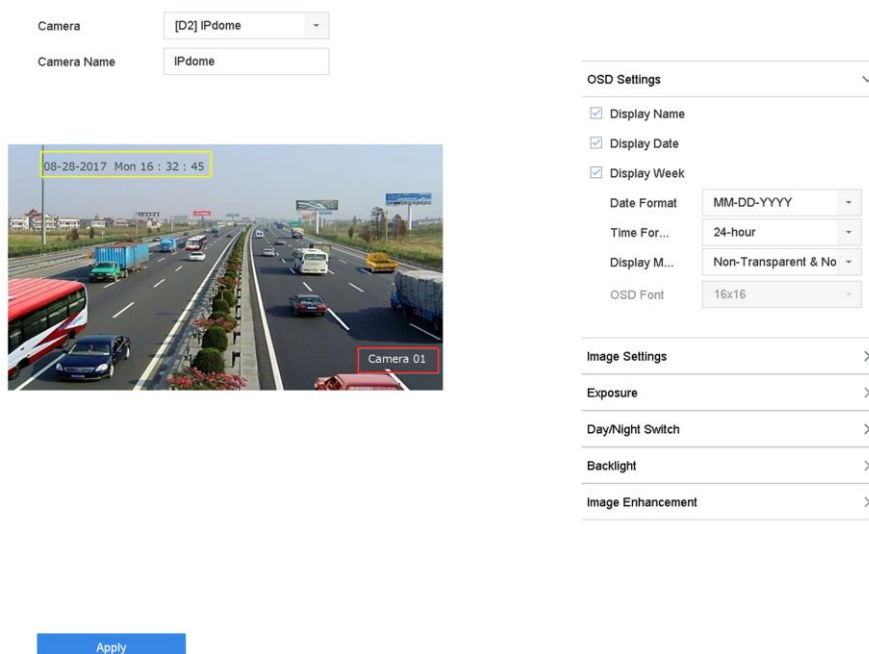 Camera [D2] IPdome
Camera Name IPdome
08-28-2017 Mon 16 : 32 : 45
Camera 01
OSD Settings
Display Name
Display Date
Display Week
Date Format MM-DD-YYYY
Time For... 24-hour
Display M... Non-Transparent & No
OSD Font 16x16
Image Settings
Exposure
Day/Night Switch
Backlight
Image Enhancement
Apply